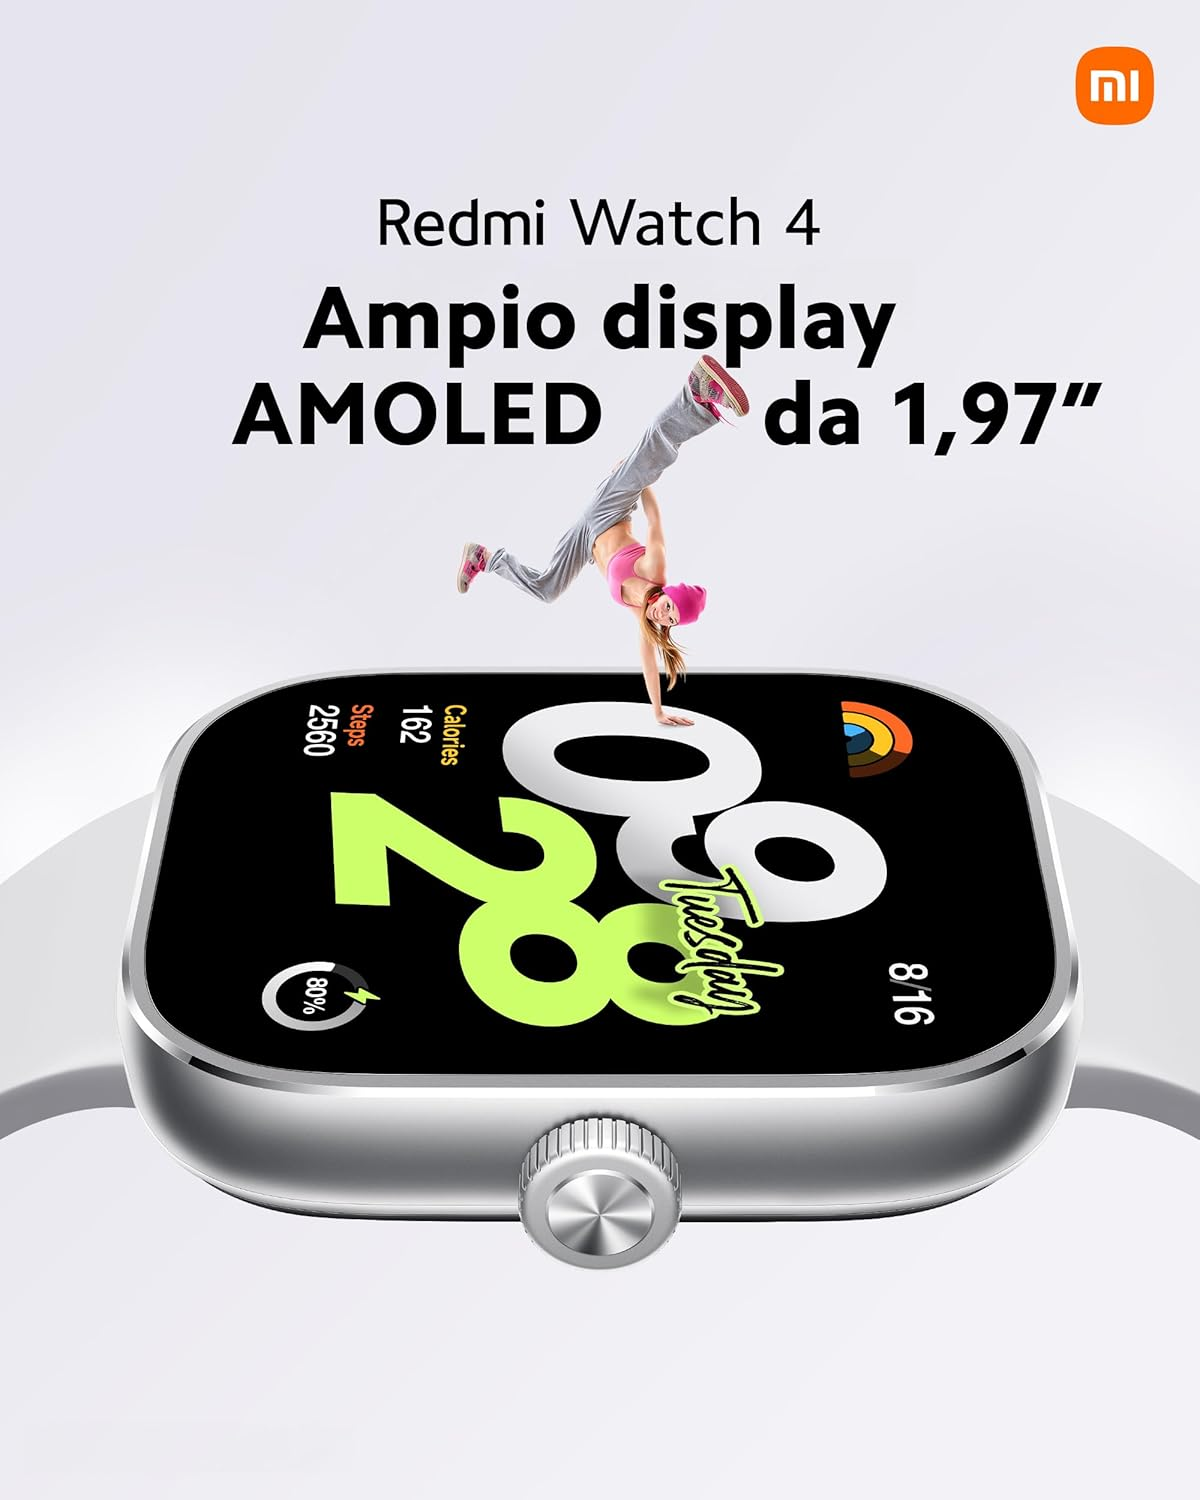 mi
Redmi Watch 4
Ampio display
AMOLED da 1,97”
Calories
162
Steps
2560
09
28
Tuesday
8/16
80%